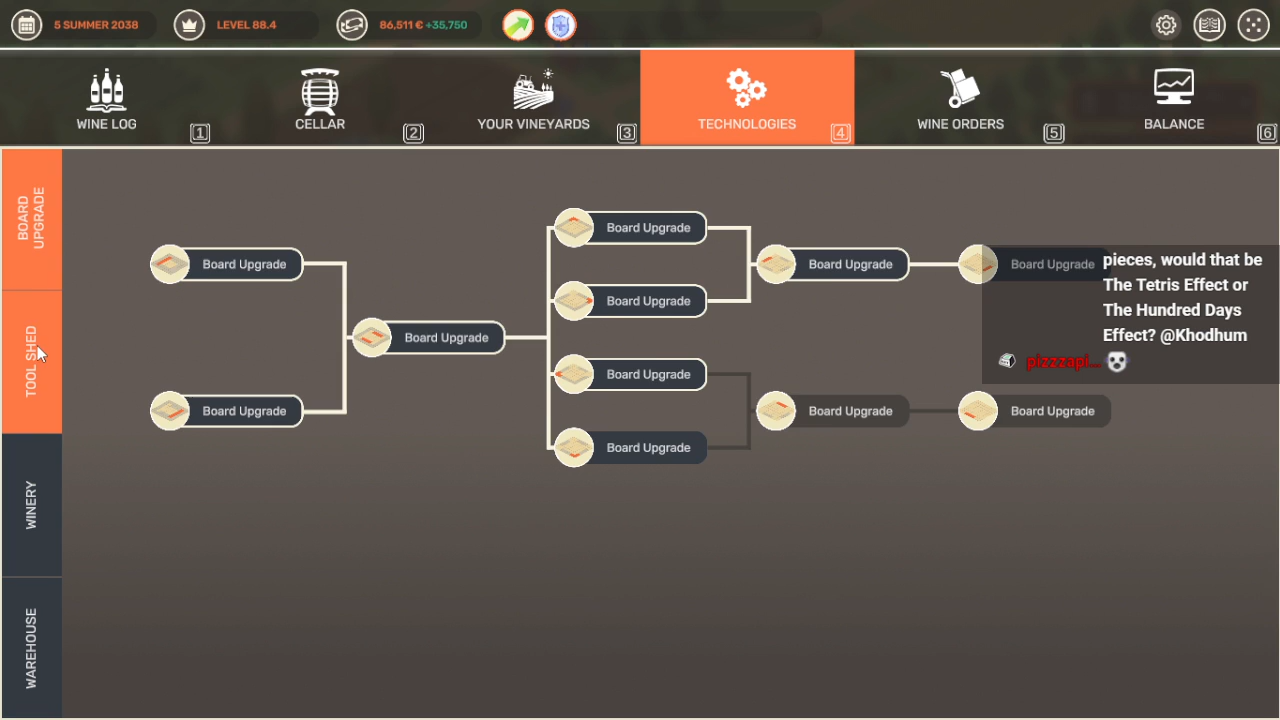 5 SUMMER 2038
LEVEL 88.4
86,511 € +35,750
WINE LOG
1
CELLAR
2
YOUR VINEYARDS
3
TECHNOLOGIES
4
WINE ORDERS
5
BALANCE
6
BOARD
UPGRADE
TOOL SHED
WINERY
WAREHOUSE
Board Upgrade
Board Upgrade
Board Upgrade
Board Upgrade
Board Upgrade
Board Upgrade
Board Upgrade
Board Upgrade
Board Upgrade
Board Upgrade
Board Upgrade
pieces, would that be
The Tetris Effect or
The Hundred Days
Effect? @Khodhum
pizzzapi...